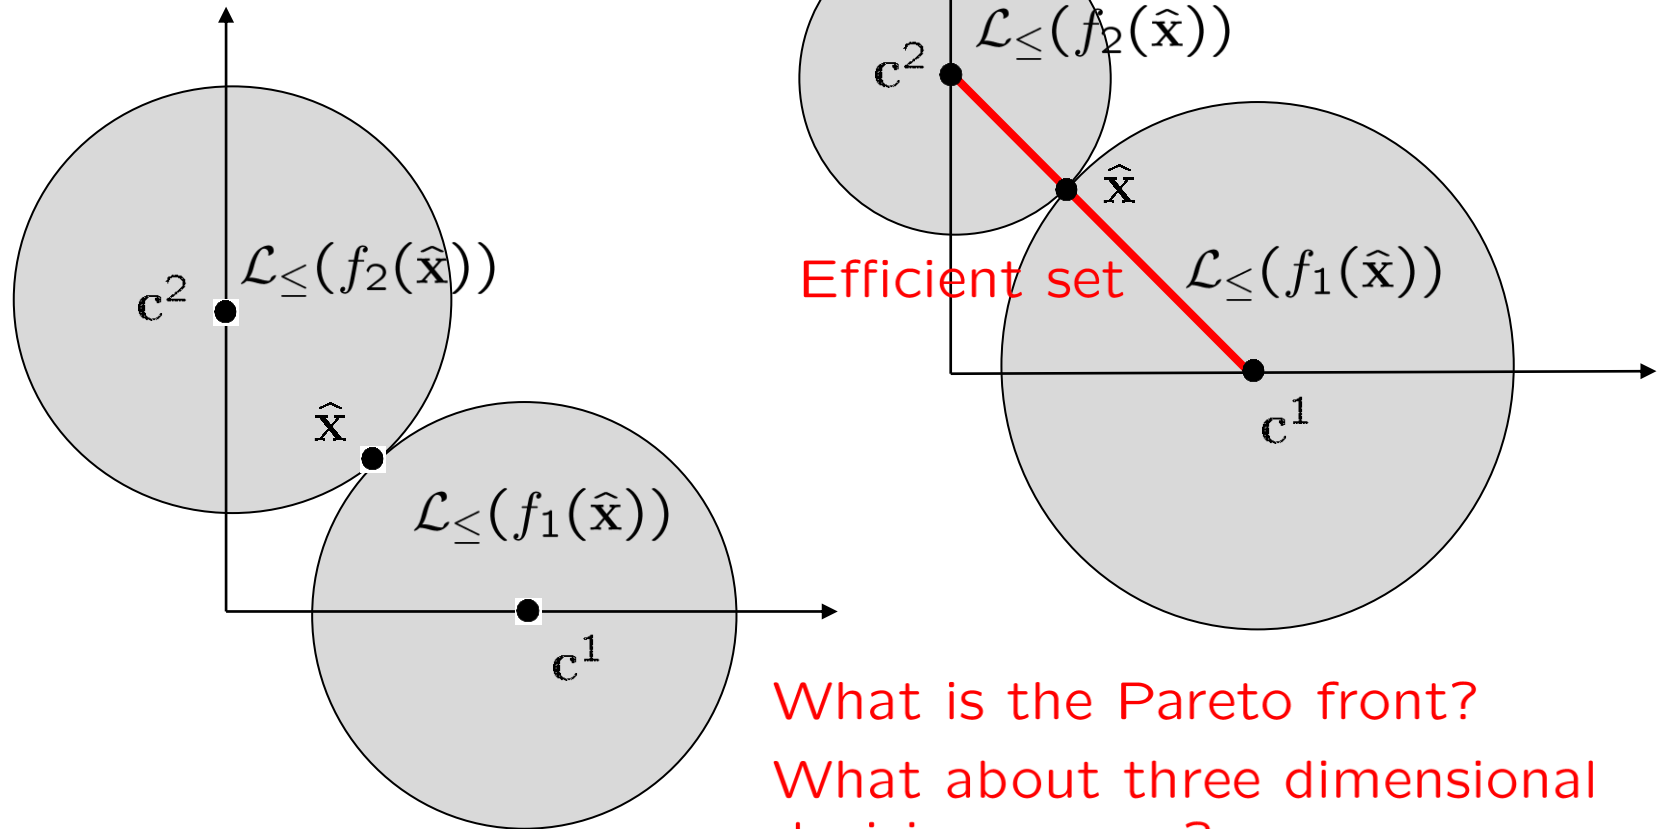 𝓛≤(f₂(x̂))
c²
x̂
𝓛≤(f₁(x̂))
c¹
𝓛≤(f₂(x̂))
c²
x̂
Efficient set
𝓛≤(f₁(x̂))
c¹
What is the Pareto front?
What about three dimensional